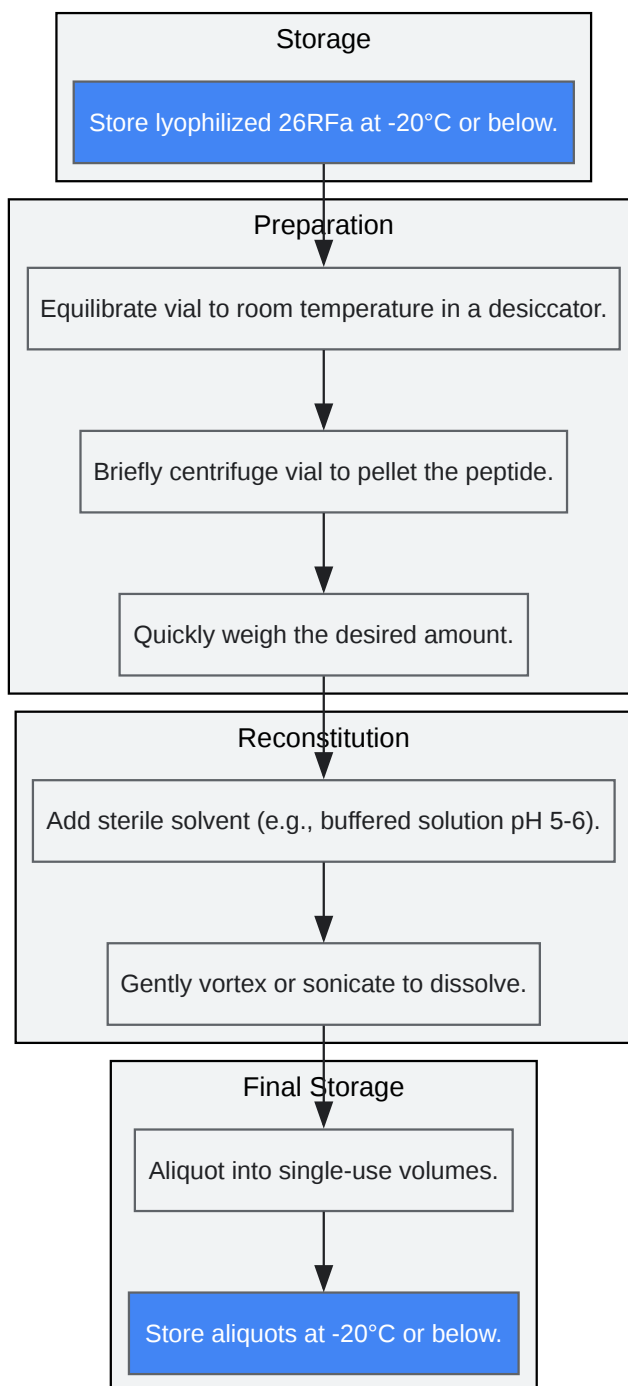 Storage
Store lyophilized 26RFa at -20°C or below.
Preparation
Equilibrate vial to room temperature in a desiccator.
Briefly centrifuge vial to pellet the peptide.
Quickly weigh the desired amount.
Reconstitution
Add sterile solvent (e.g., buffered solution pH 5-6).
Gently vortex or sonicate to dissolve.
Final Storage
Aliquot into single-use volumes.
Store aliquots at -20°C or below.